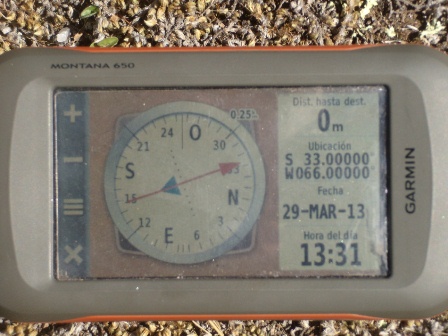 MONTANA 650
GARMIN
0.25°
O
30
33
N
3
6
E
12
15
S
21
24
Dist. hasta dest.
0m
Ubicación
S 33.00000°
W066.00000°
Fecha
29-MAR-13
Hora del día
13:31